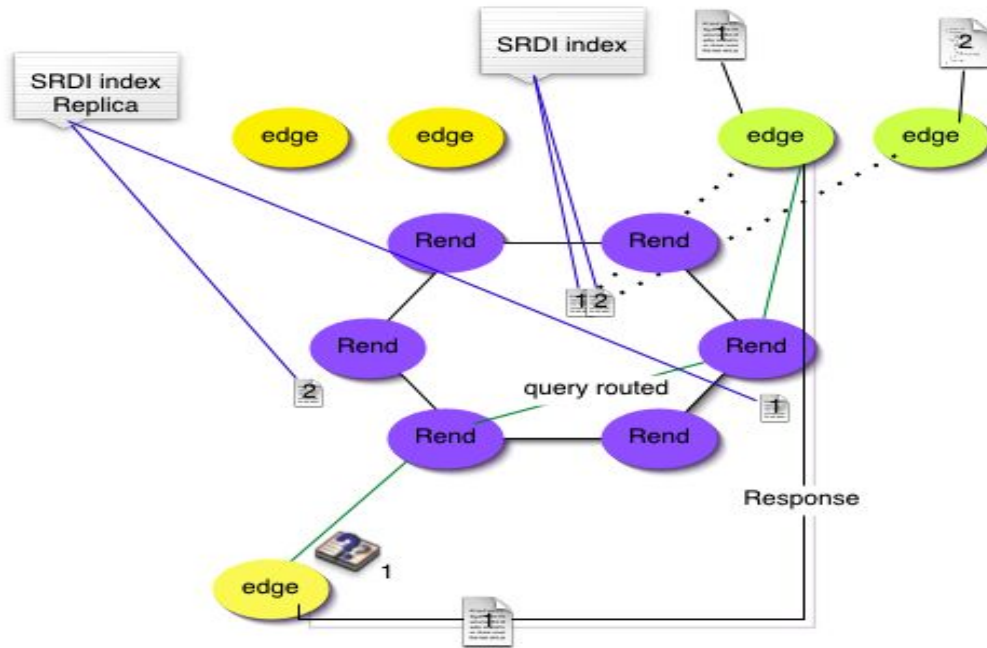 SRDI index
1
2
SRDI index
Replica
edge
edge
edge
edge
Rend
Rend
1
2
Rend
Rend
query routed
2
1
Rend
Rend
Response
1
edge
1